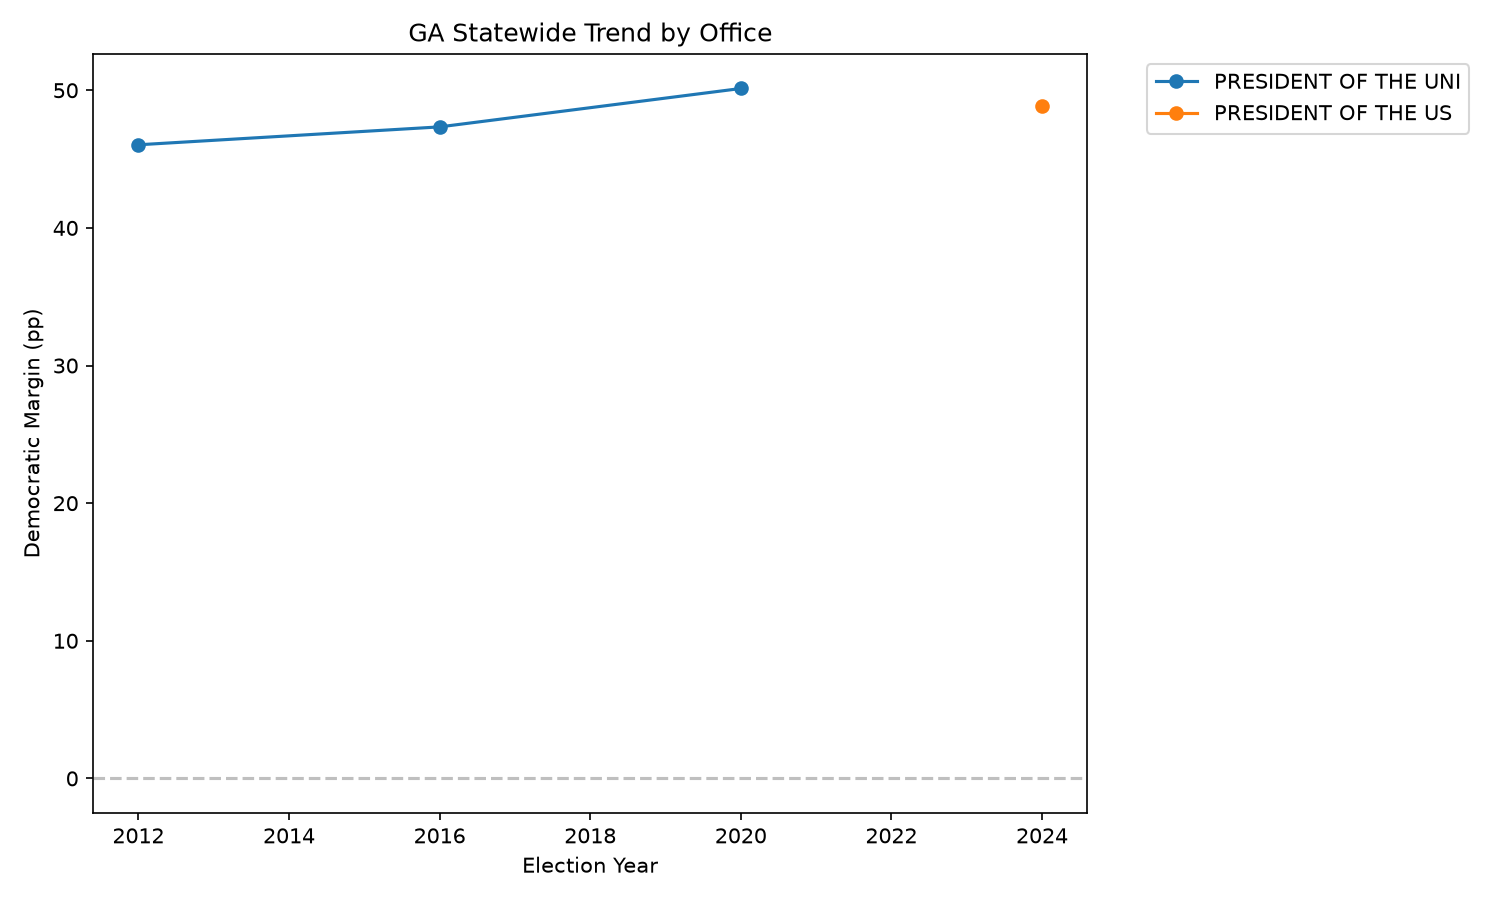 GA Statewide Trend by Office
PRESIDENT OF THE UNI
PRESIDENT OF THE US
Democratic Margin (pp)
50
40
30
20
10
0
2012 2014 2016 2018 2020 2022 2024
Election Year